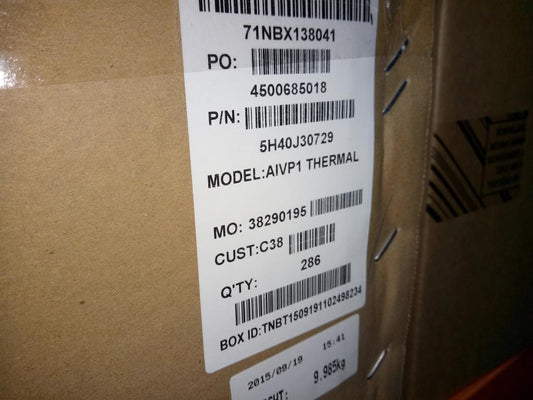 71NBX138041
PO:
4500685018
P/N:
5H40J30729
MODEL:AIVP1 THERMAL
MO: 38290195
CUST:C38
Q'TY: 286
BOX ID:TNBT1509191102498234
2015/09/19 15:41
9.985kg